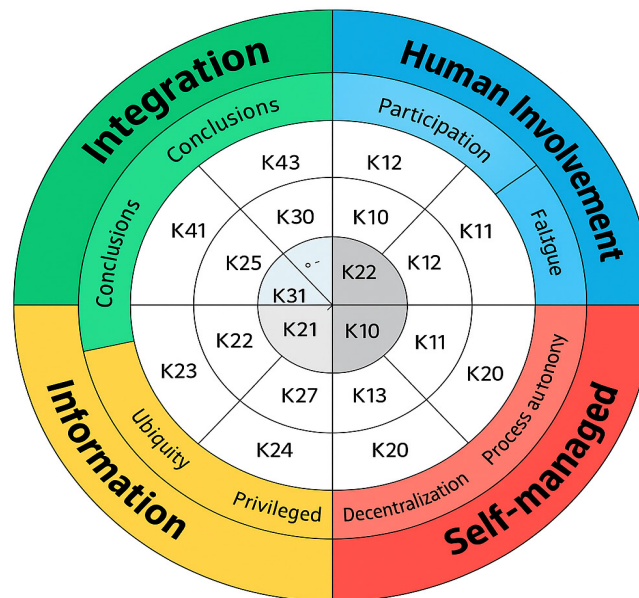 Integration
Human Involvement
Conclusions
Participation
Conclusions
Fatigue
K43
K12
K41
K30
K10
K11
K25
K22
K12
K31
K21
K10
K22
K11
K23
K20
K27
K13
K24
K20
Ubiquity
Privileged
Decentralization
Process autonony
Information
Self-managed